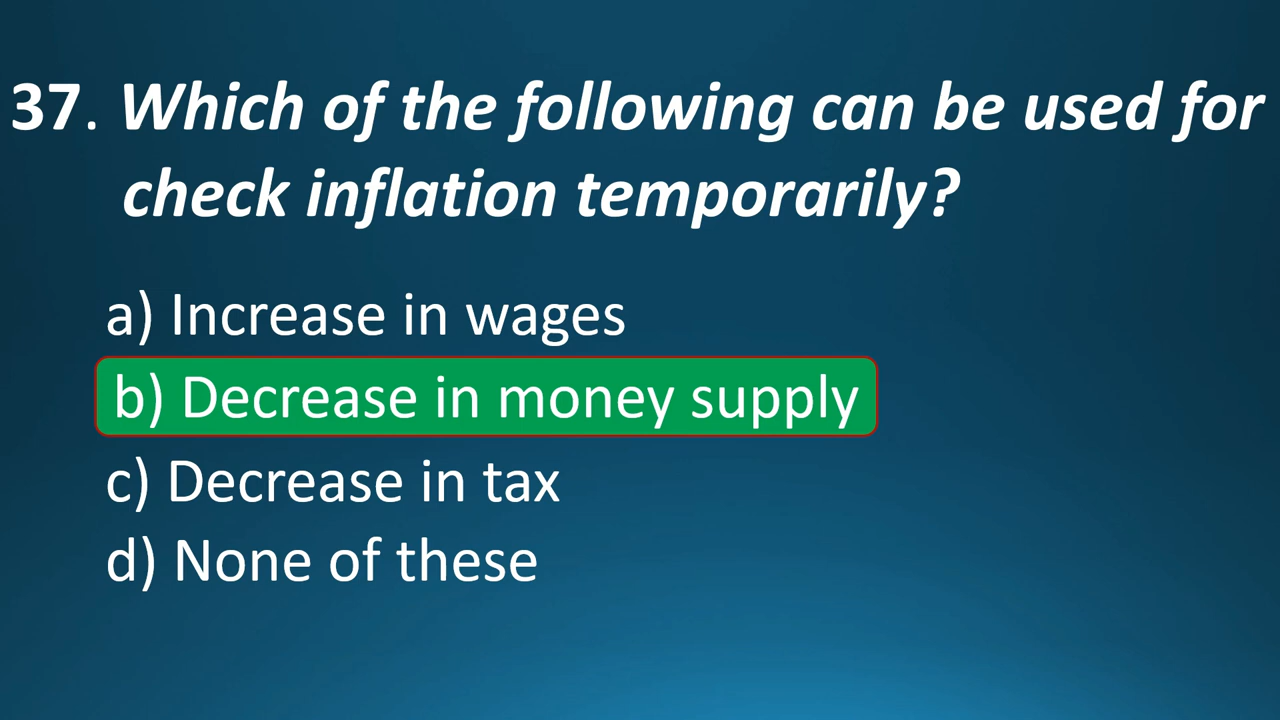 37. Which of the following can be used for
check inflation temporarily?
a) Increase in wages
b) Decrease in money supply
c) Decrease in tax
d) None of these